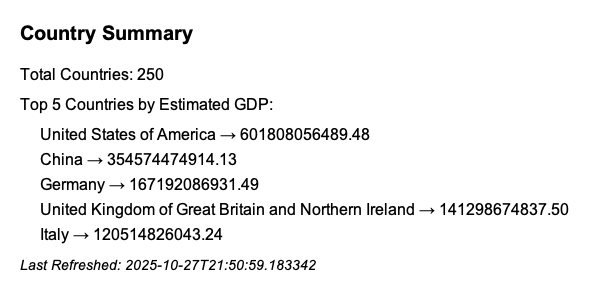 Country Summary
Total Countries: 250
Top 5 Countries by Estimated GDP:
United States of America → 601808056489.48
China → 354574474914.13
Germany → 167192086931.49
United Kingdom of Great Britain and Northern Ireland → 141298674837.50
Italy → 120514826043.24
Last Refreshed: 2025-10-27T21:50:59.183342